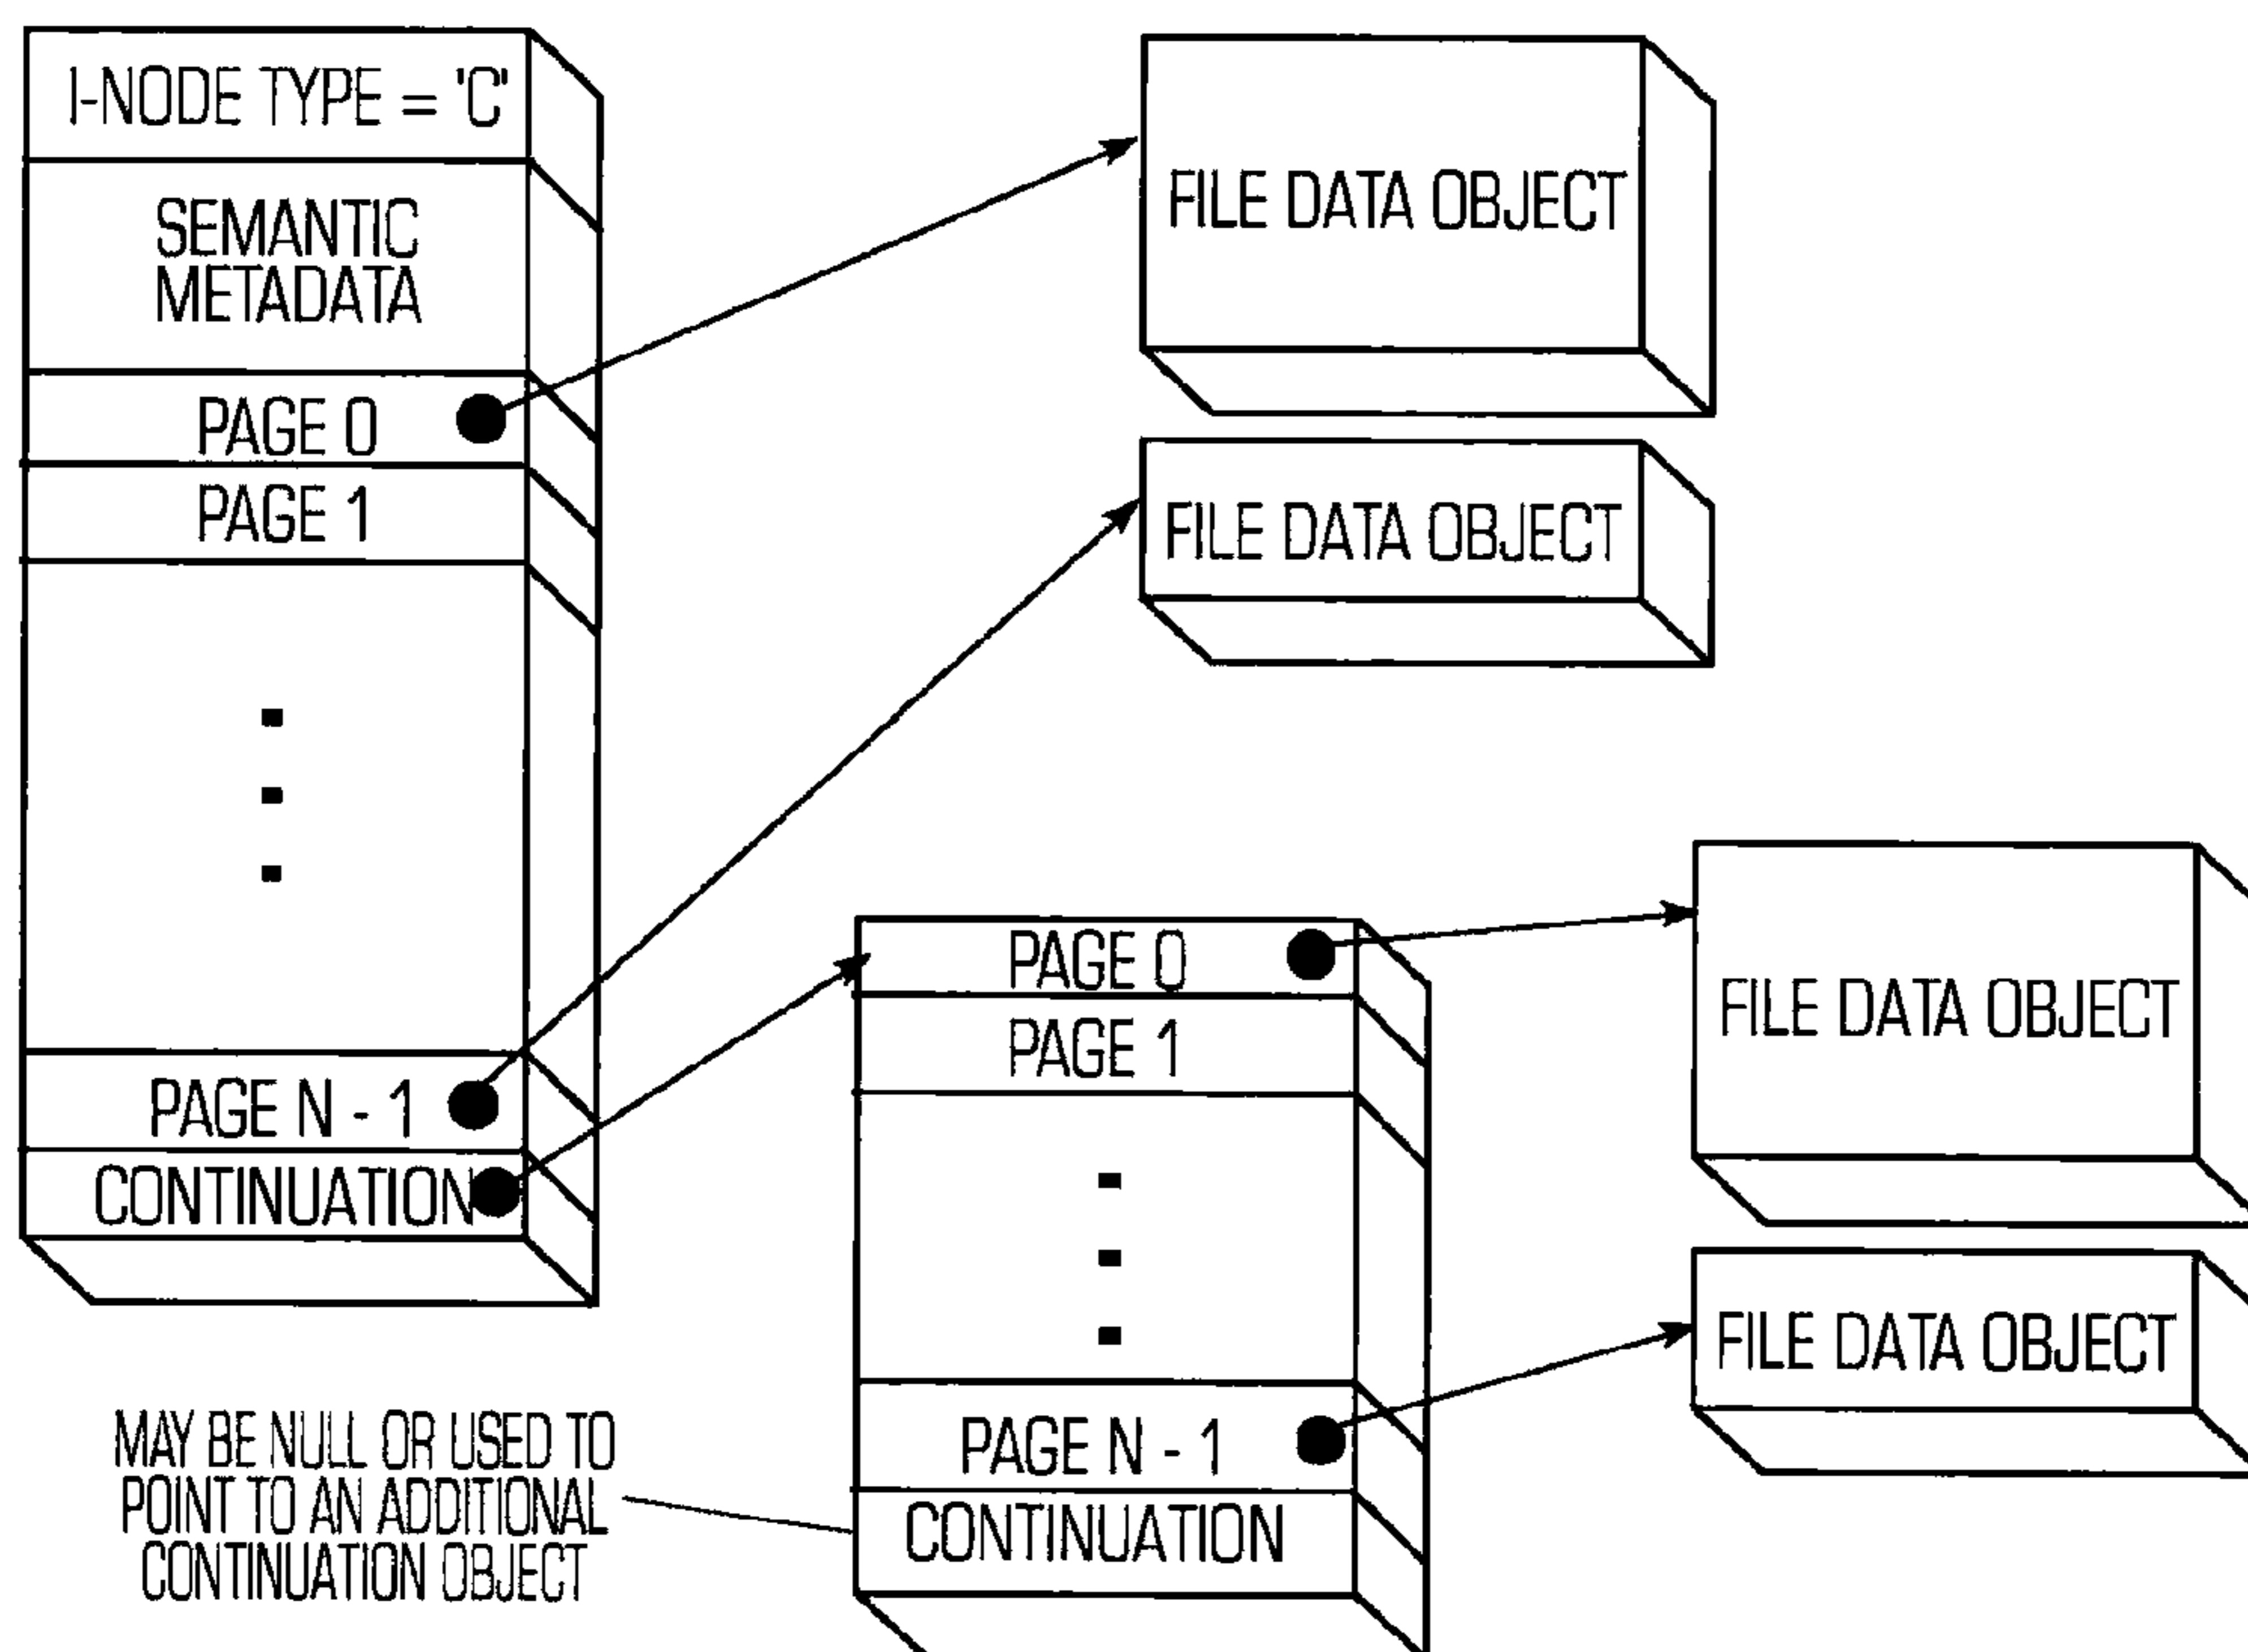 I-NODE TYPE = 'C'
SEMANTIC
METADATA
PAGE 0
PAGE 1
PAGE N - 1
CONTINUATION
FILE DATA OBJECT
FILE DATA OBJECT
PAGE 0
PAGE 1
PAGE N - 1
CONTINUATION
FILE DATA OBJECT
FILE DATA OBJECT
MAY BE NULL OR USED TO
POINT TO AN ADDITIONAL
CONTINUATION OBJECT